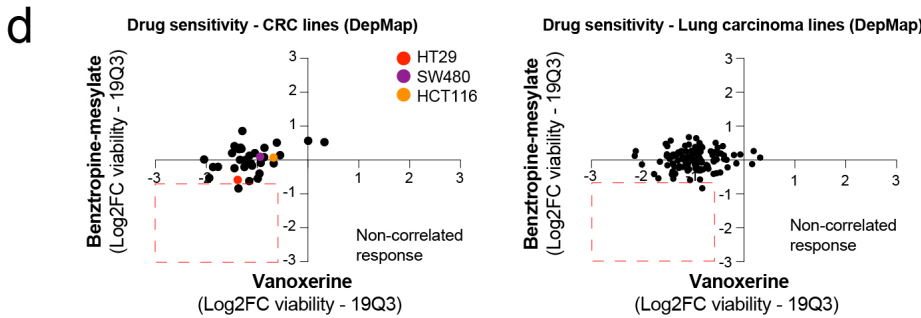 d
Drug sensitivity - CRC lines (DepMap)
Benztropine-mesylate
(Log2FC viability - 19Q3)
HT29
SW480
HCT116
3
2
1
-3
-2
1
2
3
-1
-2
-3
Non-correlated
response
Vanoxerine
(Log2FC viability - 19Q3)
Drug sensitivity - Lung carcinoma lines (DepMap)
Benztropine-mesylate
(Log2FC viability - 19Q3)
3
2
1
-3
-2
1
2
3
-1
-2
-3
Non-correlated
response
Vanoxerine
(Log2FC viability - 19Q3)